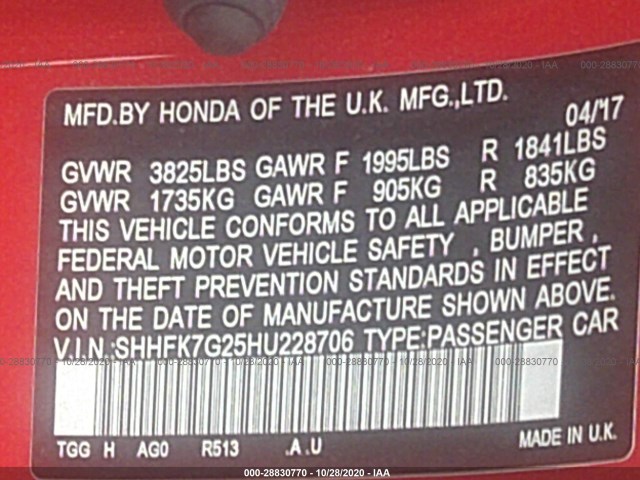 MFD.BY HONDA OF THE U.K. MFG.,LTD.
04/'17
GVWR 3825LBS GAWR F 1995LBS R 1841LBS
GVWR 1735KG GAWR F 905KG R 835KG
THIS VEHICLE CONFORMS TO ALL APPLICABLE
FEDERAL MOTOR VEHICLE SAFETY , BUMPER ,
AND THEFT PREVENTION STANDARDS IN EFFECT
ON THE DATE OF MANUFACTURE SHOWN ABOVE.
V.I.N.:SHHFK7G25HU228706 TYPE:PASSENGER CAR
TGG H AG0 R513 .A .U
MADE IN U.K.
000-28830770 - 10/28/2020 - IAA